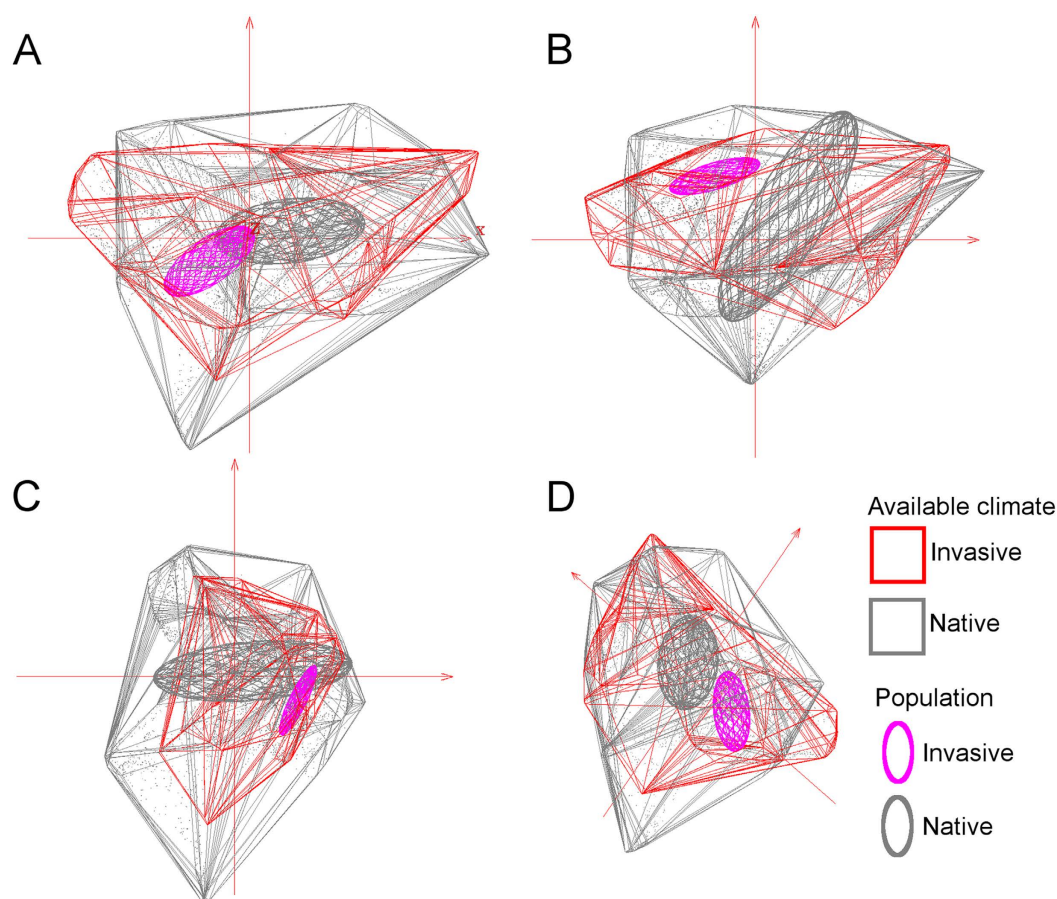 A
B
Z
x
C
D
Available climate
Invasive
Native
Population
Invasive
Native